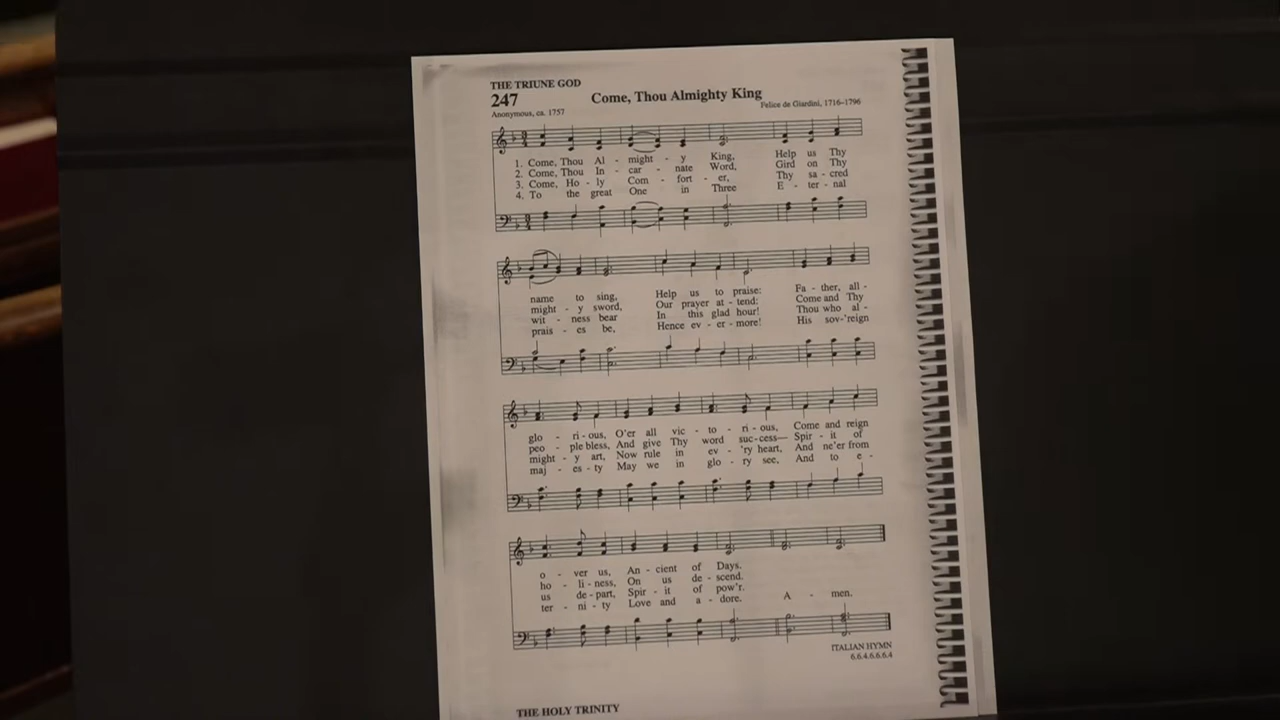 THE TRIUNE GOD
247
Come, Thou Almighty King
Anonymous, ca. 1757
Felice de Giardini, 1716–1796
1. Come, Thou Al - might - y King, Help us Thy
2. Come, Thou In - car - nate Word, Gird on Thy
3. Come, Ho - ly Com - fort - er, Thy sa - cred
4. To the great One in Three E - ter - nal
name to sing, Help us to praise: Fa - ther, all -
might - y sword, Our prayer at - tend: Come and Thy
wit - ness bear In this glad hour! Thou who al -
prais - es be, Hence ev - er - more! His sov-'reign
glo - ri - ous, O'er all vic - to - ri - ous, Come and reign
peo - ple bless, And give Thy word suc-cess— Spir - it of
might - y art, Now rule in ev - 'ry heart, And ne'er from
maj - es - ty May we in glo - ry see, And to e -
o - ver us, An - cient of Days.
ho - li - ness, On us de - scend.
us de - part, Spir - it of pow'r.
ter - ni - ty Love and a - dore. A - men.
ITALIAN HYMN
6.6.4.6.6.6.4
THE HOLY TRINITY